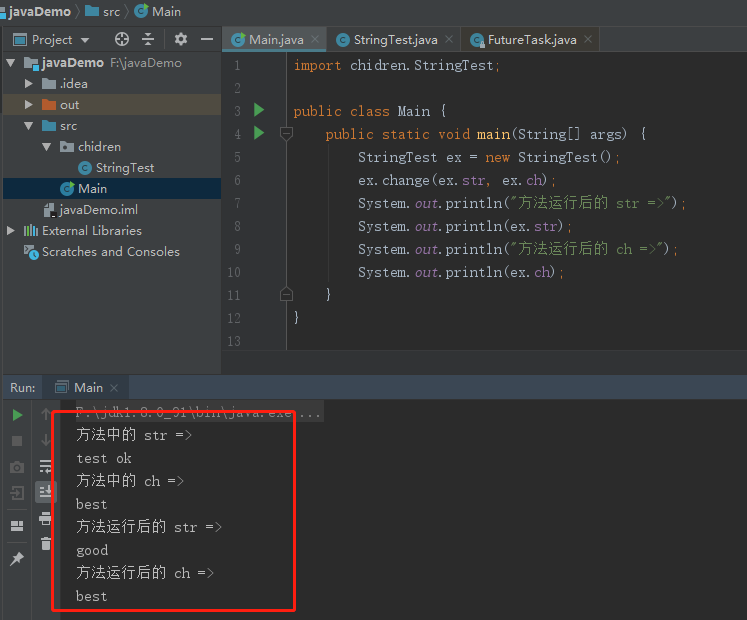 javaDemo src Main
Project
Main.java StringTest.java FutureTask.java
javaDemo F:\javaDemo
.idea
out
src
chidren
StringTest
Main
javaDemo.iml
External Libraries
Scratches and Consoles
1 import chidren.StringTest;
2
3 public class Main {
4 public static void main(String[] args) {
5 StringTest ex = new StringTest();
6 ex.change(ex.str, ex.ch);
7 System.out.println("方法运行后的 str =>");
8 System.out.println(ex.str);
9 System.out.println("方法运行后的 ch =>");
10 System.out.println(ex.ch);
11 }
12 }
13
Run: Main
F:\jdk1.8.0_91\bin\java.exe ...
方法中的 str =>
test ok
方法中的 ch =>
best
方法运行后的 str =>
good
方法运行后的 ch =>
best